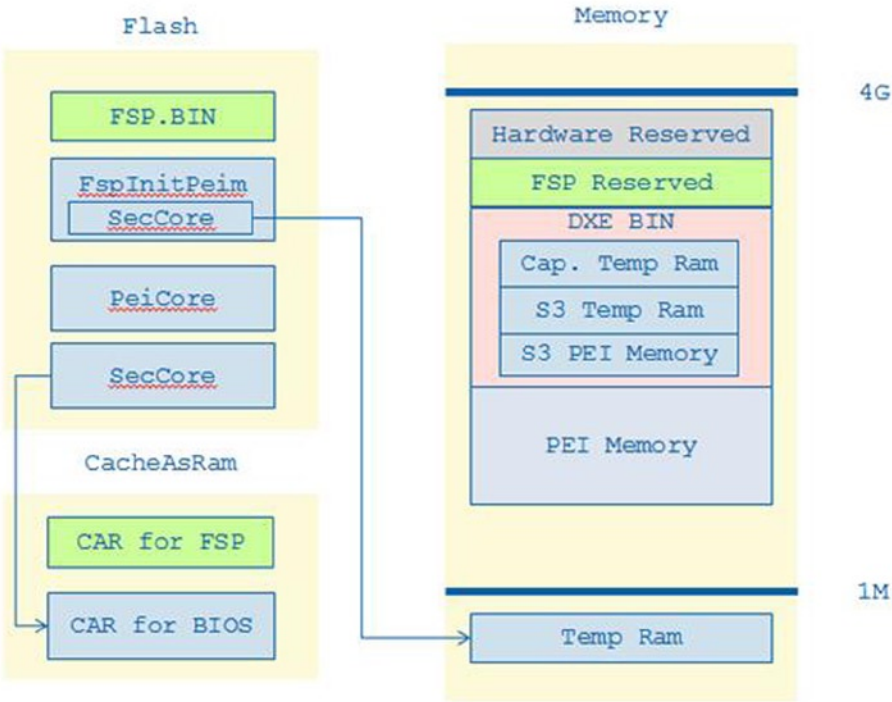 Flash
FSP.BIN
FspInitPeim
SecCore
PeiCore
SecCore
CacheAsRam
CAR for FSP
CAR for BIOS
Memory
4G
Hardware Reserved
FSP Reserved
DXE BIN
Cap. Temp Ram
S3 Temp Ram
S3 PEI Memory
PEI Memory
1M
Temp Ram